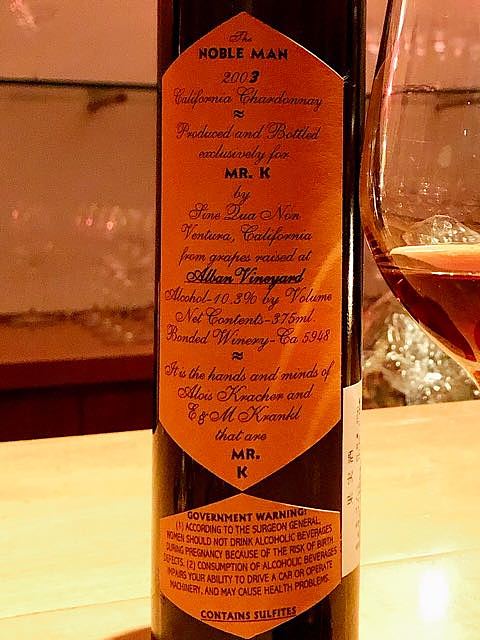 The
NOBLE MAN
2003
California Chardonnay
≈
Produced and Bottled
exclusively for
MR. K
by
Sine Qua Non
Ventura, California
from grapes raised at
Alban Vineyard
Alcohol-10.3% by Volume
Net Contents-375ml
Bonded Winery-Ca 5948
≈
It is the hands and minds of
Alois Kracher and
E&M Krankl
that are
MR.
K
GOVERNMENT WARNING:
(1) ACCORDING TO THE SURGEON GENERAL,
WOMEN SHOULD NOT DRINK ALCOHOLIC BEVERAGES
DURING PREGNANCY BECAUSE OF THE RISK OF BIRTH
DEFECTS. (2) CONSUMPTION OF ALCOHOLIC BEVERAGES
IMPAIRS YOUR ABILITY TO DRIVE A CAR OR OPERATE
MACHINERY, AND MAY CAUSE HEALTH PROBLEMS.
CONTAINS SULFITES